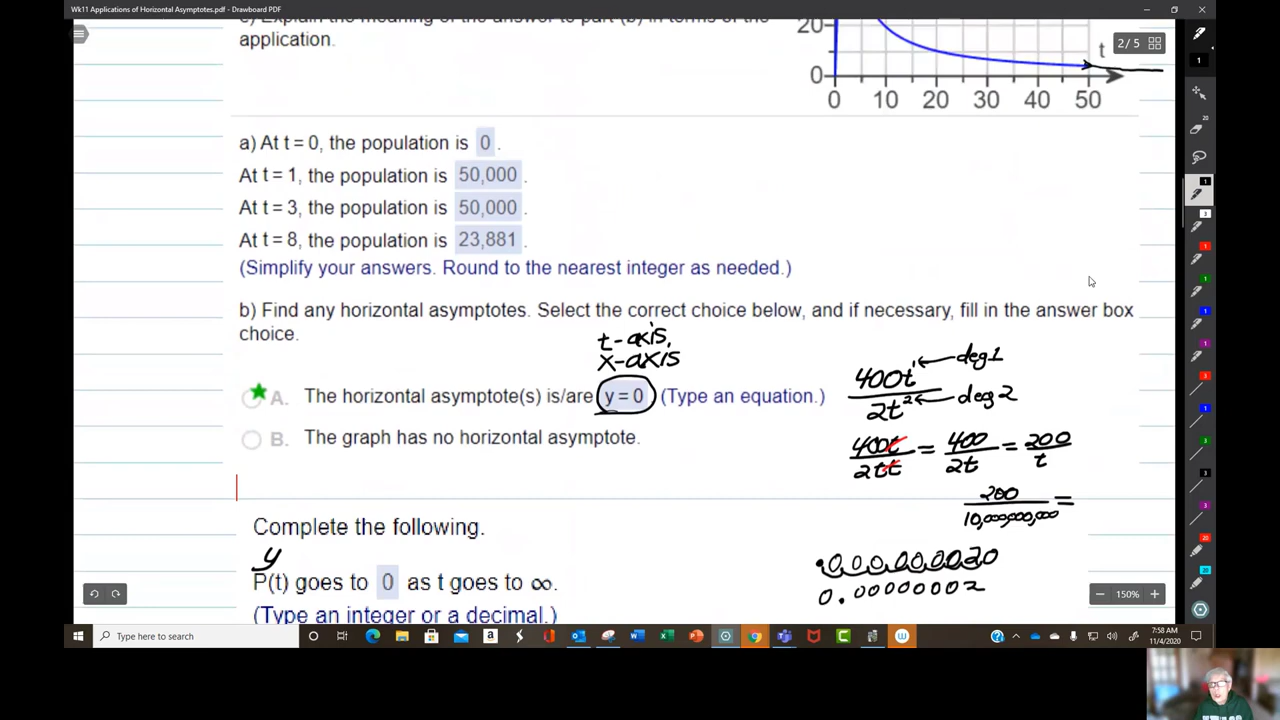 Wk11 Applications of Horizontal Asymptotes.pdf - Drawboard PDF
c) Explain the meaning of the answer to part (b) in terms of the
application.
20
0
0 10 20 30 40 50
t
2/5
1
a) At t = 0, the population is 0.
At t = 1, the population is 50,000.
At t = 3, the population is 50,000.
At t = 8, the population is 23,881.
(Simplify your answers. Round to the nearest integer as needed.)
b) Find any horizontal asymptotes. Select the correct choice below, and if necessary, fill in the answer box
choice.
t-axis,
x-axis
A. The horizontal asymptote(s) is/are y = 0 (Type an equation.)
B. The graph has no horizontal asymptote.
400t¹ ← deg 1
2t² ← deg 2
400t = 400 = 200
2tt 2t t
200 =
10,000,000,000
.000000020
0.00000002
Complete the following.
y
P(t) goes to 0 as t goes to ∞.
(Type an integer or a decimal.)
150%
Type here to search
7:58 AM
11/4/2020